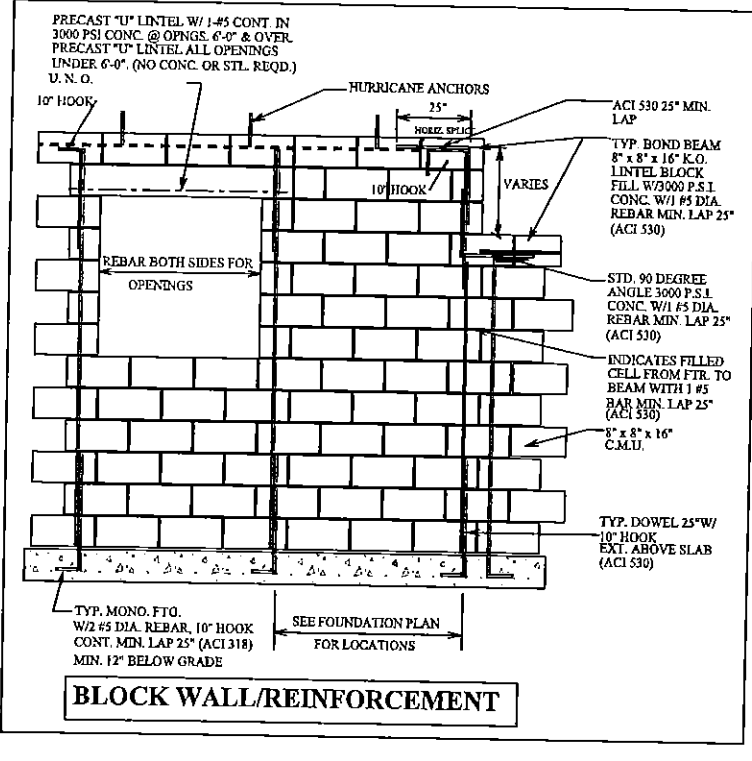 PRECAST "U" LINTEL W/ 1-#5 CONT. IN
3000 PSI CONC. @ OPNGS. 6'-0" & OVER.
PRECAST "U" LINTEL ALL OPENINGS
UNDER 6'-0". (NO CONC. OR STL. REQD.)
U. N. O.
10" HOOK
HURRICANE ANCHORS
25"
HORIZ. SPLICE
10" HOOK
VARIES
ACI 530 25" MIN.
LAP
TYP. BOND BEAM
8" x 8" x 16" K.O.
LINTEL BLOCK
FILL W/3000 P.S.I.
CONC. W/1 #5 DIA.
REBAR MIN. LAP 25"
(ACI 530)
REBAR BOTH SIDES FOR
OPENINGS
STD. 90 DEGREE
ANGLE 3000 P.S.I.
CONC. W/1 #5 DIA.
REBAR MIN. LAP 25"
(ACI 530)
INDICATES FILLED
CELL FROM FTR. TO
BEAM WITH 1 #5
BAR MIN. LAP 25"
(ACI 530)
8" x 8" x 16"
C.M.U.
TYP. DOWEL 25"W/
10" HOOK
EXT. ABOVE SLAB
(ACI 530)
TYP. MONO. FTG.
W/2 #5 DIA. REBAR, 10" HOOK
CONT. MIN. LAP 25" (ACI 318)
MIN. 12" BELOW GRADE
SEE FOUNDATION PLAN
FOR LOCATIONS
BLOCK WALL/REINFORCEMENT